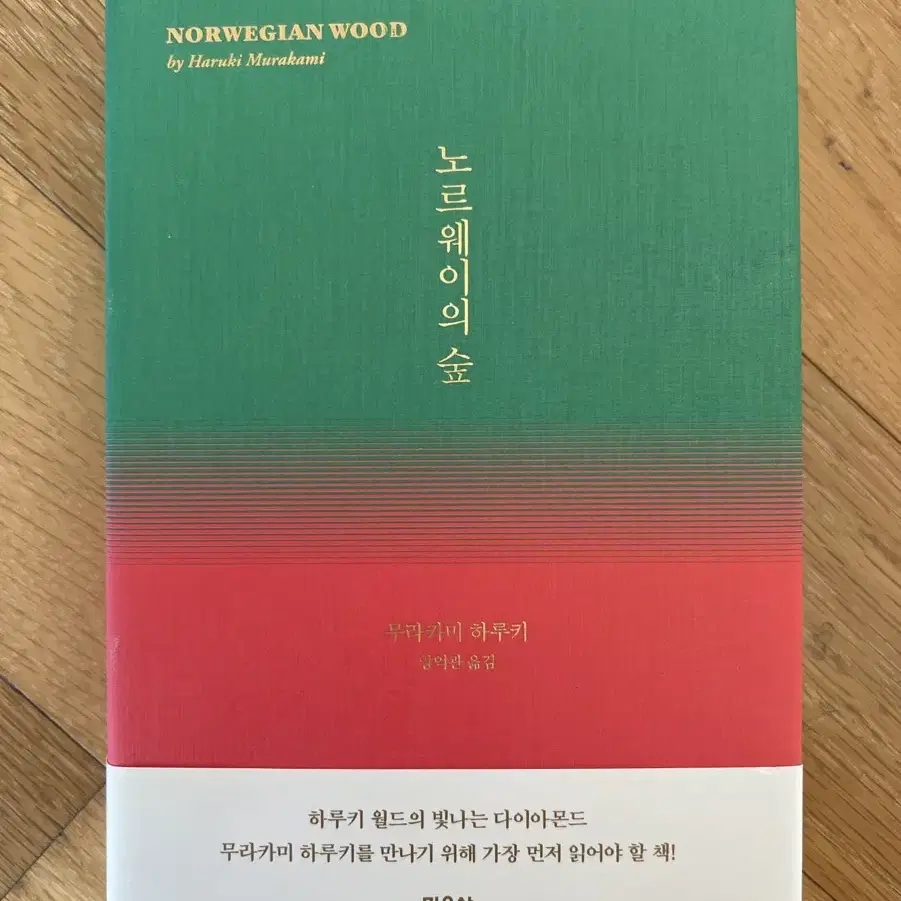 NORWEGIAN WOOD
by Haruki Murakami
노르웨이의 숲
무라카미 하루키
양억관 옮김
하루키 월드의 빛나는 다이아몬드
무라카미 하루키를 만나기 위해 가장 먼저 읽어야 할 책!